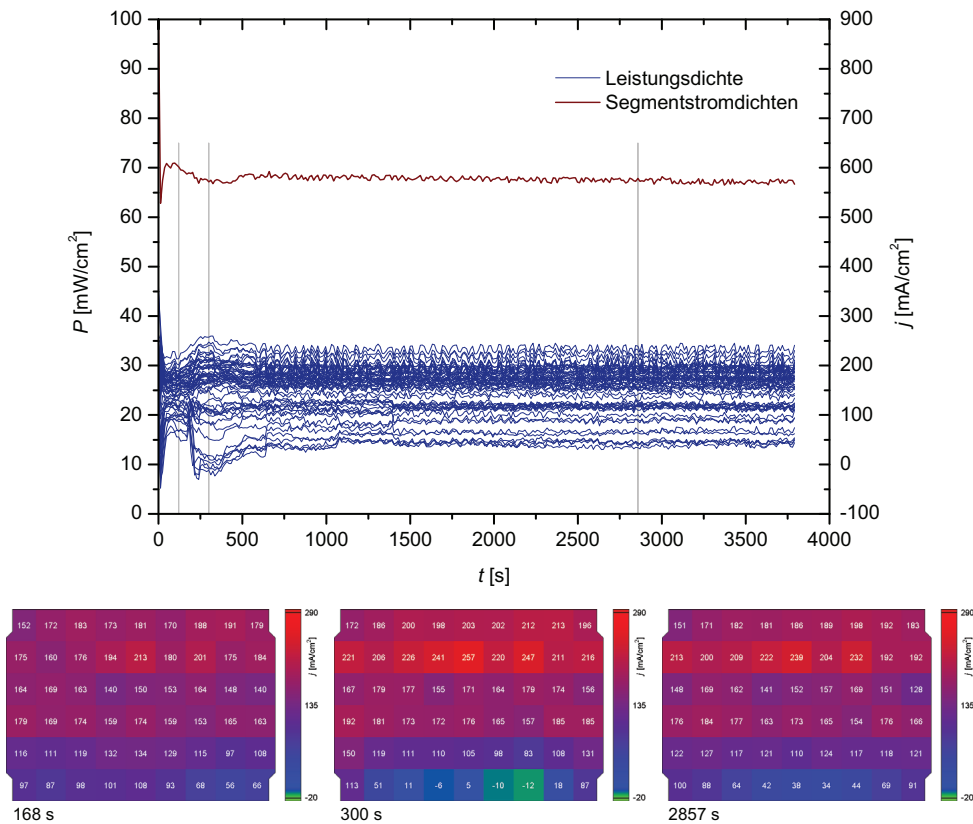 100
90
80
70
60
50
40
30
20
10
0
P [mW/cm²]
900
800
700
600
500
400
300
200
100
0
-100
j [mA/cm²]
Leistungsdichte
Segmentstromdichten
0 500 1000 1500 2000 2500 3000 3500 4000
t [s]
152 172 183 173 181 170 188 191 179
175 160 176 194 213 180 201 175 184
164 169 163 140 150 153 164 148 140
179 169 174 159 174 159 153 165 163
116 111 119 132 134 129 115 97 108
97 87 98 101 108 93 68 56 66
290
j [mA/cm²]
135
-20
168 s
172 186 200 198 203 202 212 213 196
221 206 226 241 257 220 247 211 216
167 179 177 155 171 164 179 174 156
192 181 173 172 176 165 157 185 185
150 119 111 110 105 98 83 108 131
113 51 11 -6 5 -10 -12 18 87
290
j [mA/cm²]
135
-20
300 s
151 171 182 181 186 189 198 192 183
213 200 209 222 239 204 232 192 192
148 169 162 141 152 157 169 151 128
176 184 177 163 173 165 154 176 166
122 127 117 121 110 124 117 118 121
100 88 64 42 38 34 44 69 91
290
j [mA/cm²]
135
-20
2857 s